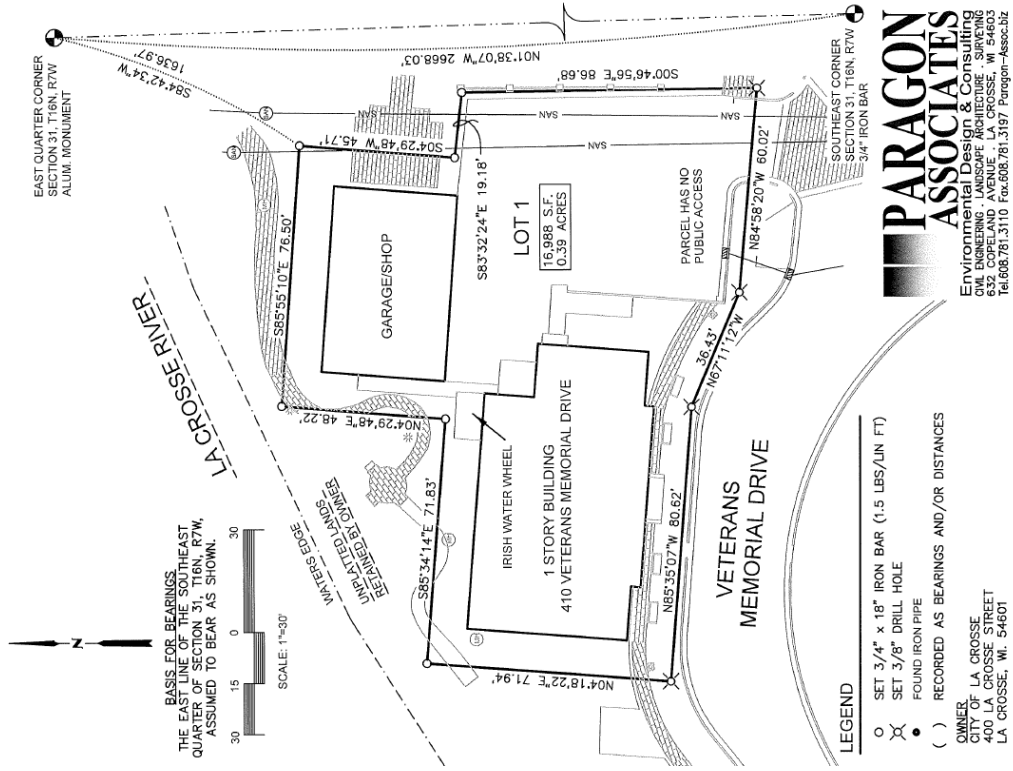 EAST QUARTER CORNER
SECTION 31, T16N, R7W
ALUM. MONUMENT
S84°42'34"W
1636.97'
N01°38'07"W 2668.03'
SOUTHEAST CORNER
SECTION 31, T16N, R7W
3/4" IRON BAR
LA CROSSE RIVER
WATERS EDGE
UNPLATTED LANDS
RETAINED BY OWNER
S85°55'10"E 76.50'
S04°29'48"W 45.71'
S83°32'24"E 19.18'
S00°46'56"E 86.68'
N84°58'20"W 60.02'
36.43'
N67°11'12"W
N85°35'07"W 80.62'
N04°18'22"E 71.94'
S85°34'14"E 71.83'
N04°29'48"E 48.22'
SAN
SAN
SAN
SAN
GARAGE/SHOP
LOT 1
16,988 S.F.
0.39 ACRES
PARCEL HAS NO
PUBLIC ACCESS
IRISH WATER WHEEL
1 STORY BUILDING
410 VETERANS MEMORIAL DRIVE
VETERANS
MEMORIAL DRIVE
N
BASIS FOR BEARINGS
THE EAST LINE OF THE SOUTHEAST
QUARTER OF SECTION 31, T16N, R7W,
ASSUMED TO BEAR AS SHOWN.
30 15 0 30
SCALE: 1"=30'
LEGEND
SET 3/4" x 18" IRON BAR (1.5 LBS/LIN FT)
SET 3/8" DRILL HOLE
FOUND IRON PIPE
( ) RECORDED AS BEARINGS AND/OR DISTANCES
OWNER
CITY OF LA CROSSE
400 LA CROSSE STREET
LA CROSSE, WI. 54601
PARAGON
ASSOCIATES
Environmental Design & Consulting
CIVIL ENGINEERING . LANDSCAPE ARCHITECTURE . SURVEYING
632 COPELAND AVENUE . LA CROSSE, WI 54603
Tel.608.781.3110 Fax.608.781.3197 Paragon-Assoc.biz